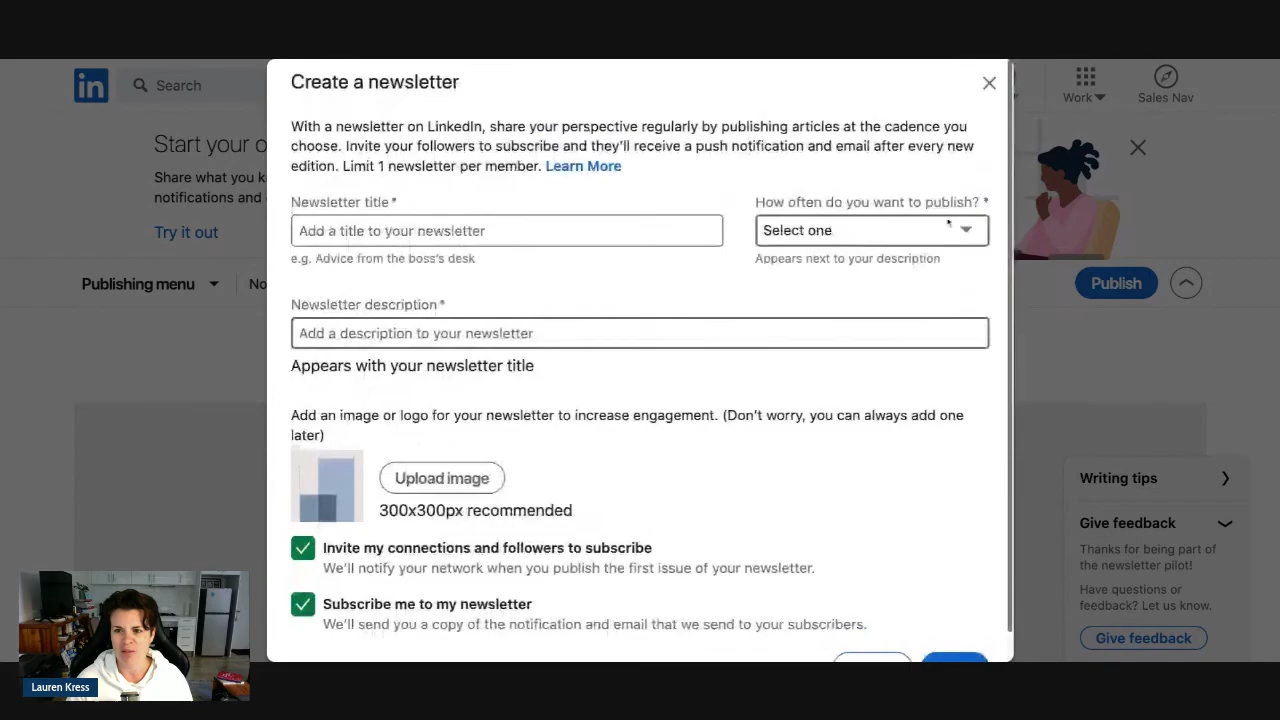 Create a newsletter
in
Search
Work
Sales Nav
Start your o
Share what you k
notifications and
Try it out
With a newsletter on LinkedIn, share your perspective regularly by publishing articles at the cadence you
choose. Invite your followers to subscribe and they'll receive a push notification and email after every new
edition. Limit 1 newsletter per member. Learn More
Newsletter title*
How often do you want to publish? *
Add a title to your newsletter
Select one
e.g. Advice from the boss's desk
Appears next to your description
Publishing menu
No
Publish
Newsletter description*
Add a description to your newsletter
Appears with your newsletter title
Add an image or logo for your newsletter to increase engagement. (Don't worry, you can always add one
later)
Upload image
300x300px recommended
Invite my connections and followers to subscribe
We'll notify your network when you publish the first issue of your newsletter.
Subscribe me to my newsletter
We'll send you a copy of the notification and email that we send to your subscribers.
Writing tips
Give feedback
Thanks for being part of
the newsletter pilot!
Have questions or
feedback? Let us know.
Give feedback
Lauren Kress